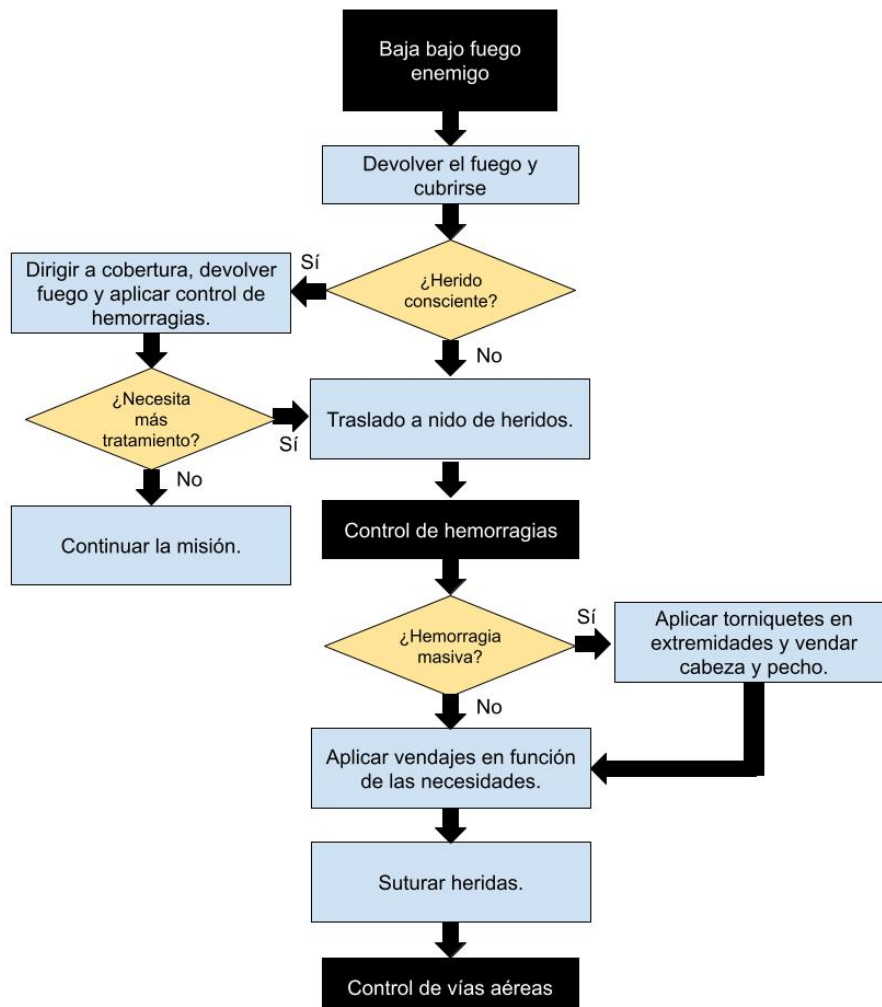 Baja bajo fuego
enemigo
Devolver el fuego y
cubrirse
¿Herido
consciente?
Sí
No
Dirigir a cobertura, devolver
fuego y aplicar control de
hemorragias.
¿Necesita
más
tratamiento?
Sí
No
Continuar la misión.
Traslado a nido de heridos.
Control de hemorragias
¿Hemorragia
masiva?
Sí
No
Aplicar torniquetes en
extremidades y vendar
cabeza y pecho.
Aplicar vendajes en función
de las necesidades.
Suturar heridas.
Control de vías aéreas